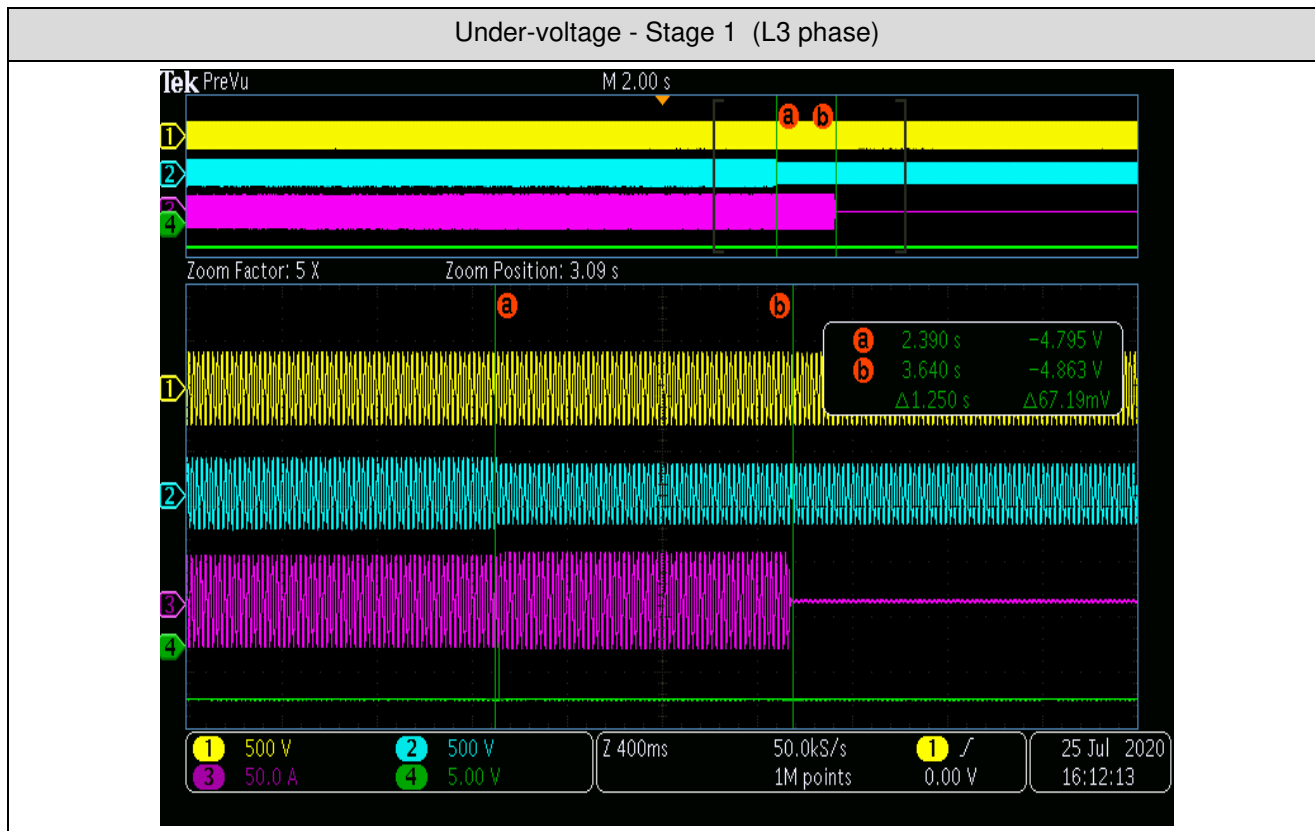 Under-voltage - Stage 1 (L3 phase)
Tek PreVu M 2.00 s
a b
1
2
3
4
Zoom Factor: 5 X Zoom Position: 3.09 s
a b
a 2.390 s -4.795 V
b 3.640 s -4.863 V
Δ1.250 s Δ67.19mV
1
2
3
4
1 500 V 2 500 V Z 400ms 50.0kS/s 1 25 Jul 2020
3 50.0 A 4 5.00 V 1M points 0.00 V 16:12:13